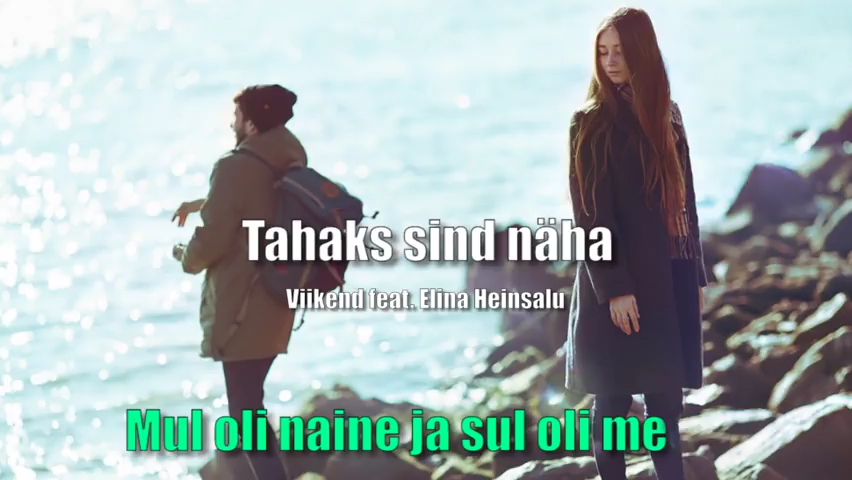 Tahaks sind näha
Viikend feat. Elina Heinsalu
Mul oli naine ja sul oli me